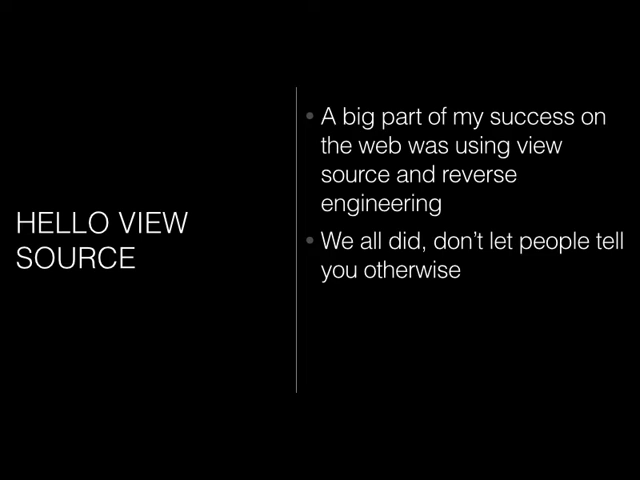 HELLO VIEW
SOURCE
• A big part of my success on
the web was using view
source and reverse
engineering
• We all did, don’t let people tell
you otherwise